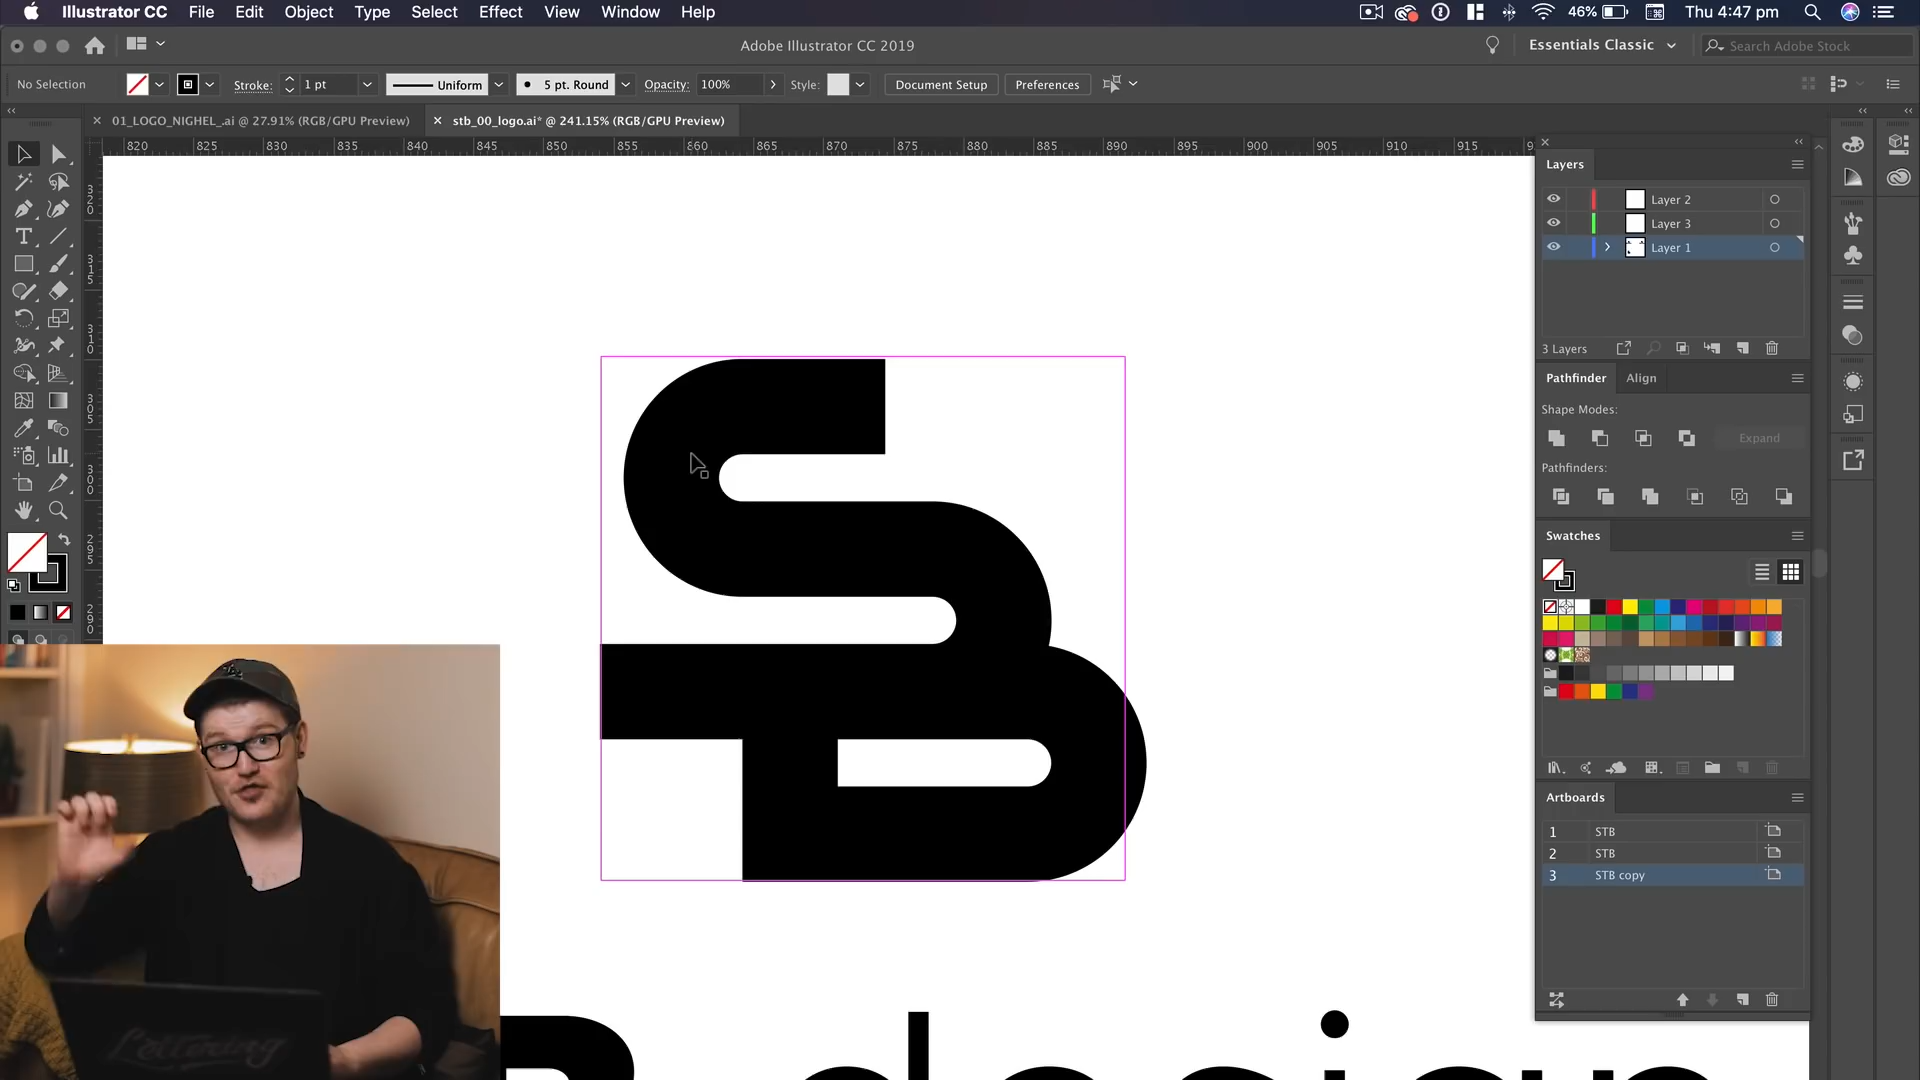 Illustrator CC File Edit Object Type Select Effect View Window Help 46% Thu 4:47 pm
Adobe Illustrator CC 2019 Essentials Classic Search Adobe Stock
No Selection Stroke: 1 pt Uniform 5 pt. Round Opacity: 100% Style: Document Setup Preferences
01_LOGO_NIGHEL_.ai @ 27.91% (RGB/GPU Preview) stb_00_logo.ai* @ 241.15% (RGB/GPU Preview)
820 825 830 835 840 845 850 855 860 865 870 875 880 885 890 895 900 905 910 915
320
315
310
305
300
295
290
Layers
Layer 2
Layer 3
Layer 1
3 Layers
Pathfinder Align
Shape Modes:
Expand
Pathfinders:
Swatches
Artboards
1 STB
2 STB
3 STB copy
STB
Lettering
design